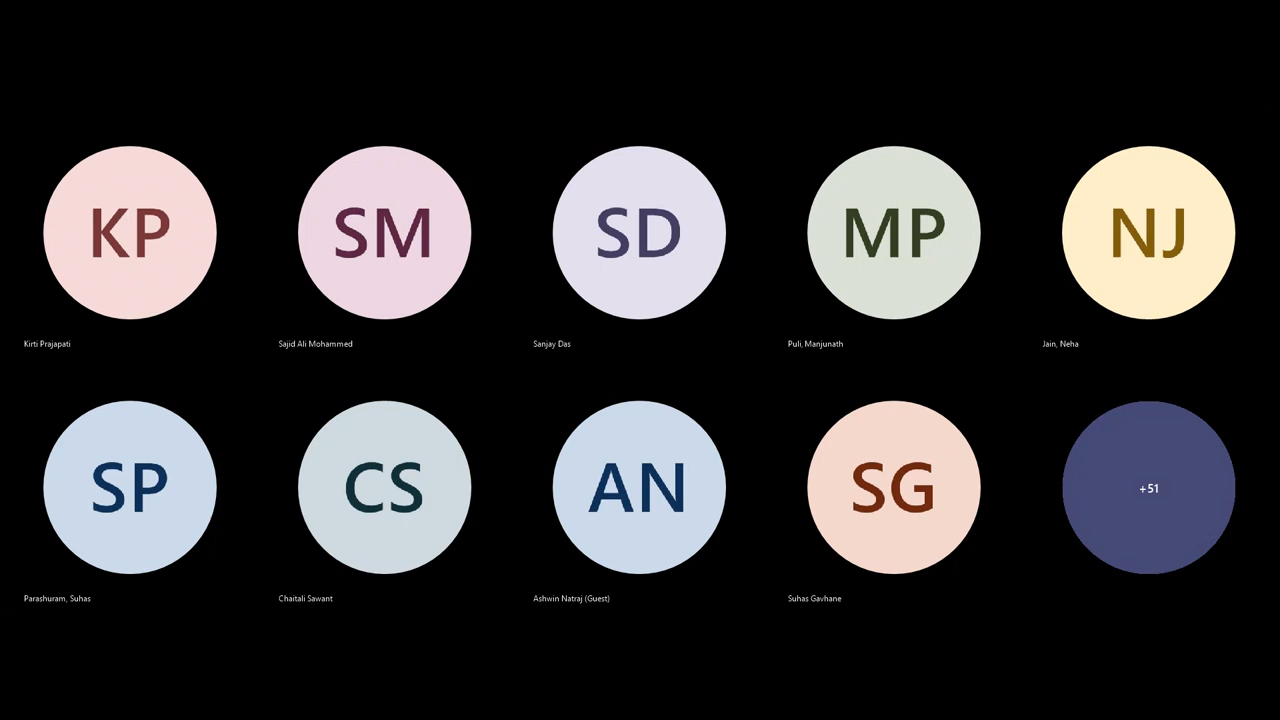 KP
SM
SD
MP
NJ
Kirti Prajapati
Sajid Ali Mohammed
Sanjay Das
Puli, Manjunath
Jain, Neha
SP
CS
AN
SG
+51
Parashuram, Suhas
Chaitali Sawant
Ashwin Natraj (Guest)
Suhas Gavhane